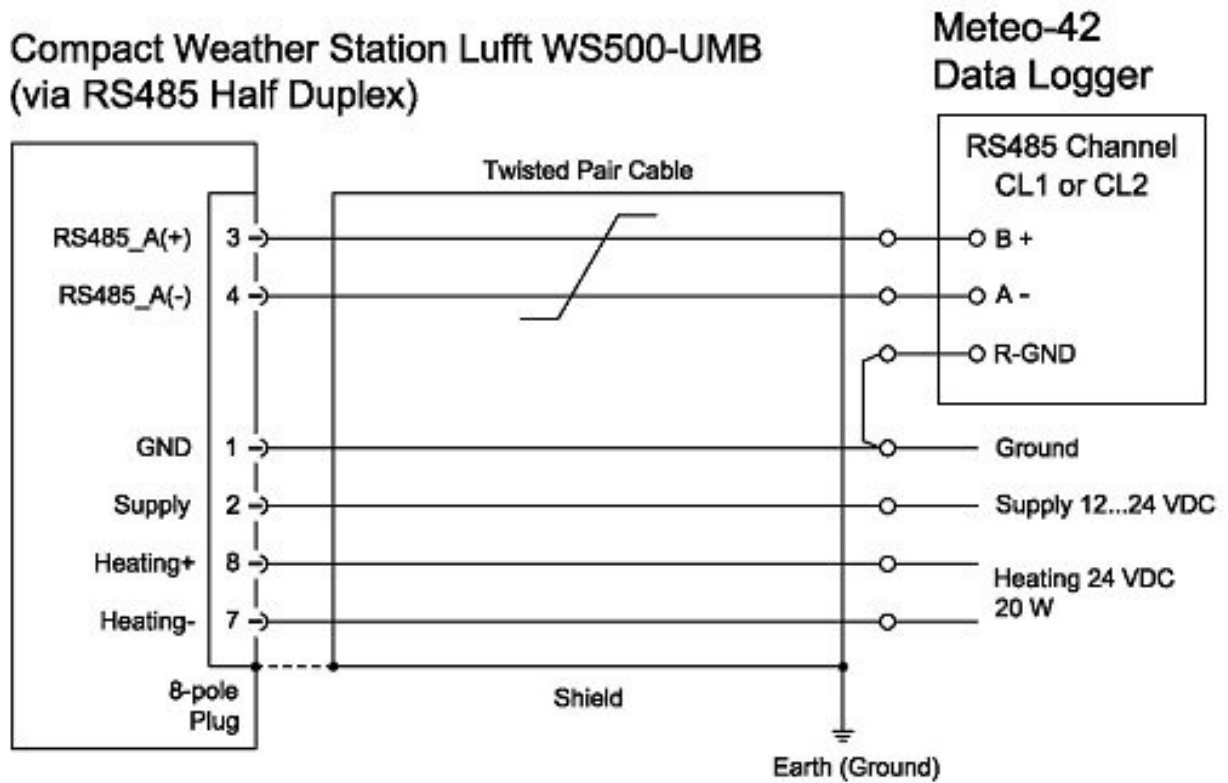 Compact Weather Station Lufft WS500-UMB
(via RS485 Half Duplex)
Meteo-42
Data Logger
RS485 Channel
CL1 or CL2
Twisted Pair Cable
RS485_A(+) 3 B +
RS485_A(-) 4 A -
R-GND
GND 1 Ground
Supply 2 Supply 12...24 VDC
Heating+ 8
Heating- 7
Heating 24 VDC
20 W
8-pole
Plug
Shield
Earth (Ground)